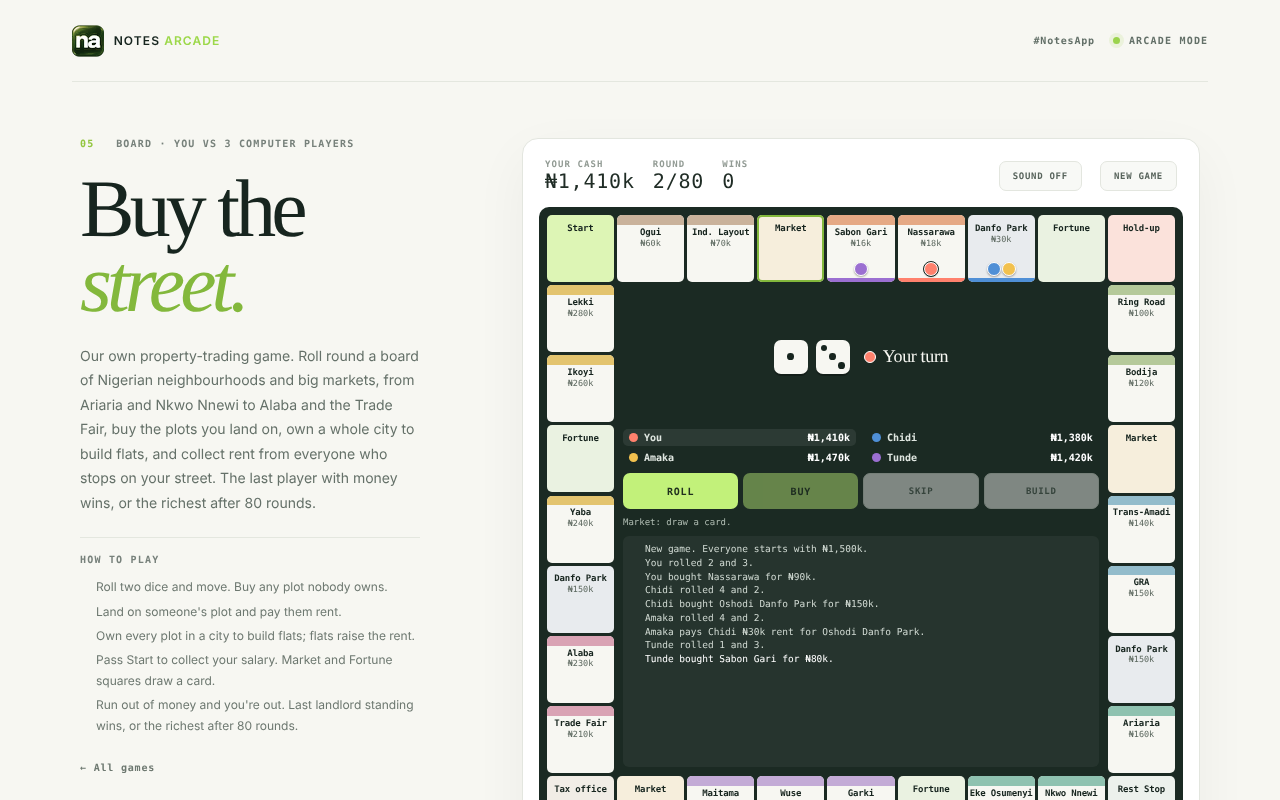 na NOTES ARCADE
#NotesApp ARCADE MODE
05 BOARD · YOU VS 3 COMPUTER PLAYERS
Buy the
street.
Our own property-trading game. Roll round a board
of Nigerian neighbourhoods and big markets, from
Ariaria and Nkwo Nnewi to Alaba and the Trade
Fair, buy the plots you land on, own a whole city to
build flats, and collect rent from everyone who
stops on your street. The last player with money
wins, or the richest after 80 rounds.
HOW TO PLAY
Roll two dice and move. Buy any plot nobody owns.
Land on someone's plot and pay them rent.
Own every plot in a city to build flats; flats raise the rent.
Pass Start to collect your salary. Market and Fortune
squares draw a card.
Run out of money and you're out. Last landlord standing
wins, or the richest after 80 rounds.
← All games
YOUR CASH ROUND WINS
₦1,410k 2/80 0
SOUND OFF NEW GAME
Start
Ogui
₦60k
Ind. Layout
₦70k
Market
Sabon Gari
₦16k
Nassarawa
₦18k
Danfo Park
₦30k
Fortune
Hold-up
Lekki
₦280k
Ring Road
₦100k
Your turn
Ikoyi
₦260k
Bodija
₦120k
Fortune
Market
You ₦1,410k Chidi ₦1,380k
Amaka ₦1,470k Tunde ₦1,420k
ROLL BUY SKIP BUILD
Yaba
₦240k
Trans-Amadi
₦140k
Market: draw a card.
New game. Everyone starts with ₦1,500k.
You rolled 2 and 3.
You bought Nassarawa for ₦90k.
Chidi rolled 4 and 2.
Chidi bought Oshodi Danfo Park for ₦150k.
Amaka rolled 4 and 2.
Amaka pays Chidi ₦30k rent for Oshodi Danfo Park.
Tunde rolled 1 and 3.
Tunde bought Sabon Gari for ₦80k.
Danfo Park
₦150k
GRA
₦150k
Alaba
₦230k
Danfo Park
₦150k
Trade Fair
₦210k
Ariaria
₦160k
Tax office
Market
Maitama
Wuse
Garki
Fortune
Eke Osumenyi
Nkwo Nnewi
Rest Stop